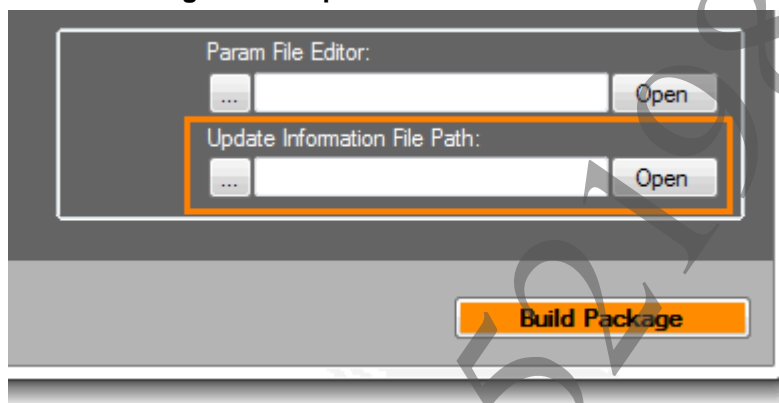 Param File Editor:
... Open
Update Information File Path:
... Open
Build Package